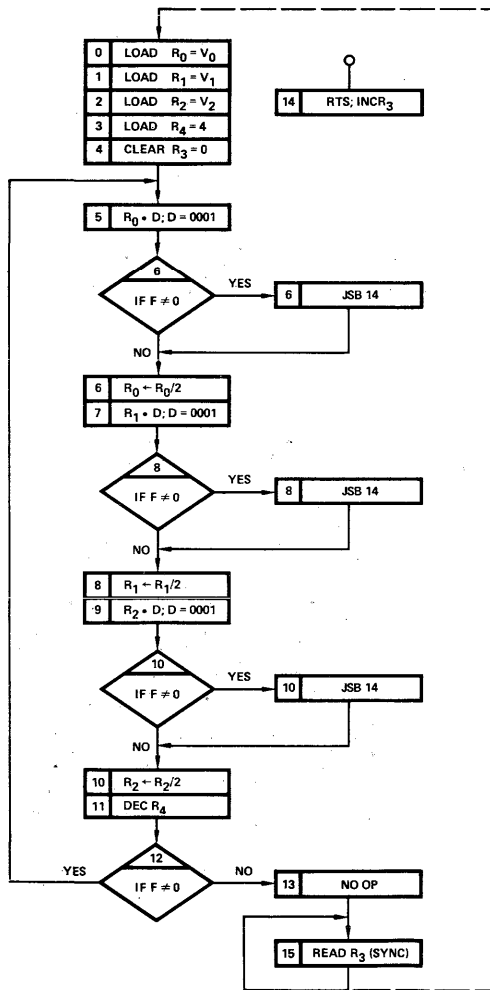 0 LOAD R₀ = V₀
1 LOAD R₁ = V₁
2 LOAD R₂ = V₂
3 LOAD R₄ = 4
4 CLEAR R₃ = 0
14 RTS; INCR₃
5 R₀ • D; D = 0001
6
IF F ≠ 0
YES
6 JSB 14
NO
6 R₀ ← R₀/2
7 R₁ • D; D = 0001
8
IF F ≠ 0
YES
8 JSB 14
NO
8 R₁ ← R₁/2
9 R₂ • D; D = 0001
10
IF F ≠ 0
YES
10 JSB 14
NO
10 R₂ ← R₂/2
11 DEC R₄
12
YES
IF F ≠ 0
NO
13 NO OP
15 READ R₃ (SYNC)